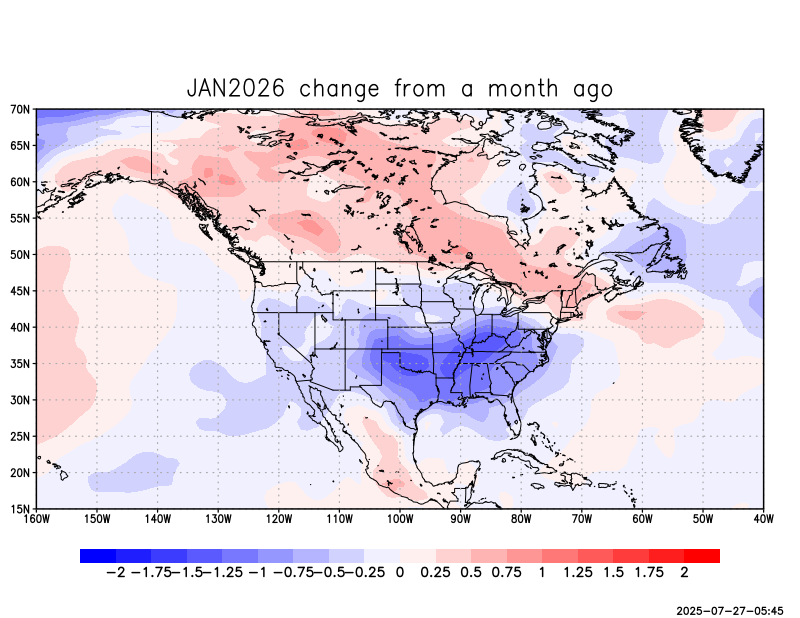 JAN2026 change from a month ago
70N
65N
60N
55N
50N
45N
40N
35N
30N
25N
20N
15N
160W 150W 140W 130W 120W 110W 100W 90W 80W 70W 60W 50W 40W
−2 −1.75 −1.5 −1.25 −1 −0.75 −0.5 −0.25 0 0.25 0.5 0.75 1 1.25 1.5 1.75 2
2025-07-27-05:45